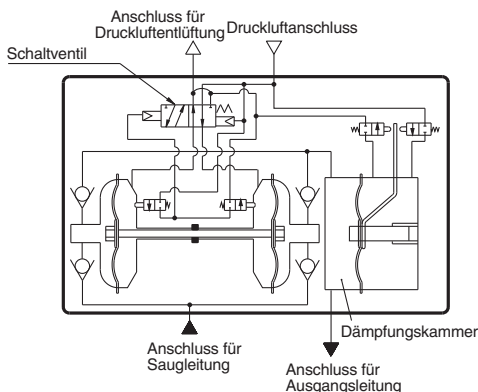 Anschluss für
Druckluftentlüftung
Druckluftanschluss
Schaltventil
Dämpfungskammer
Anschluss für
Saugleitung
Anschluss für
Ausgangsleitung